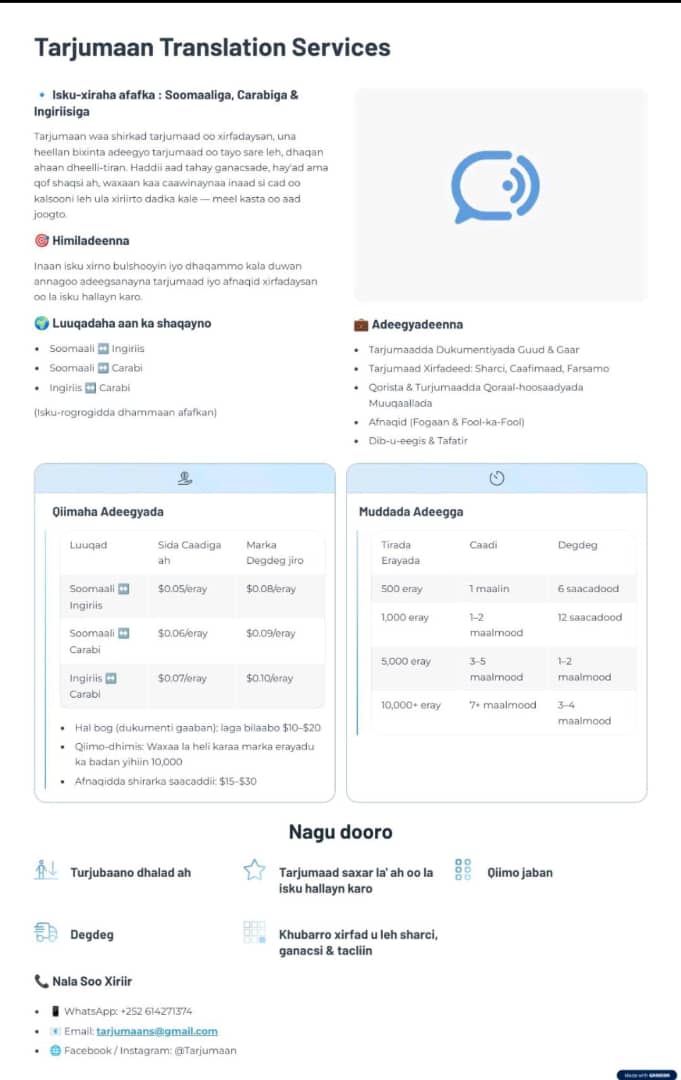 Tarjumaan Translation Services
🔹 Isku-xiraha afafka : Soomaaliga, Carabiga &
Ingiriisiga
Tarjumaan waa shirkad tarjumaad oo xirfadaysan, una
heellan bixinta adeegyo tarjumaad oo tayo sare leh, dhaqan
ahaan dheelli-tiran. Haddii aad tahay ganacsade, hay'ad ama
qof shaqsi ah, waxaan kaa caawinaynaa inaad si cad oo
kalsooni leh ula xiriirto dadka kale — meel kasta oo aad
joogto.
🎯 Himiladeenna
Inaan isku xirno bulshooyin iyo dhaqammo kala duwan
annagoo adeegsanayna tarjumaad iyo afnaqid xirfadaysan
oo la isku hallayn karo.
🌍 Luuqadaha aan ka shaqayno
• Soomaali ↔️ Ingiriis
• Soomaali ↔️ Carabi
• Ingiriis ↔️ Carabi
(Isku-rogrogidda dhammaan afafkan)
💼 Adeegyadeenna
• Tarjumaadda Dukumentiyada Guud & Gaar
• Tarjumaad Xirfadeed: Sharci, Caafimaad, Farsamo
• Qorista & Turjumaadda Qoraal-hoosaadyada
Muuqaallada
• Afnaqid (Fogaan & Fool-ka-Fool)
• Dib-u-eegis & Tafatir
Qiimaha Adeegyada
Luuqad Sida Caadiga ah Marka Degdeg jiro
Soomaali ↔️ Ingiriis $0.05/eray $0.08/eray
Soomaali ↔️ Carabi $0.06/eray $0.09/eray
Ingiriis ↔️ Carabi $0.07/eray $0.10/eray
• Hal bog (dukumenti gaaban): laga bilaabo $10–$20
• Qiimo-dhimis: Waxaa la heli karaa marka erayadu
ka badan yihiin 10,000
• Afnaqidda shirarka saacaddii: $15–$30
Muddada Adeegga
Tirada Erayada Caadi Degdeg
500 eray 1 maalin 6 saacadood
1,000 eray 1–2 maalmood 12 saacadood
5,000 eray 3–5 maalmood 1–2 maalmood
10,000+ eray 7+ maalmood 3–4 maalmood
Nagu dooro
Turjubaano dhalad ah
Tarjumaad saxar la' ah oo la
isku hallayn karo
Qiimo jaban
Degdeg
Khubarro xirfad u leh sharci,
ganacsi & tacliin
📞 Nala Soo Xiriir
• 📱 WhatsApp: +252 614271374
• 📧 Email: tarjumaans@gmail.com
• 🌐 Facebook / Instagram: @Tarjumaan
Made with GAMMA